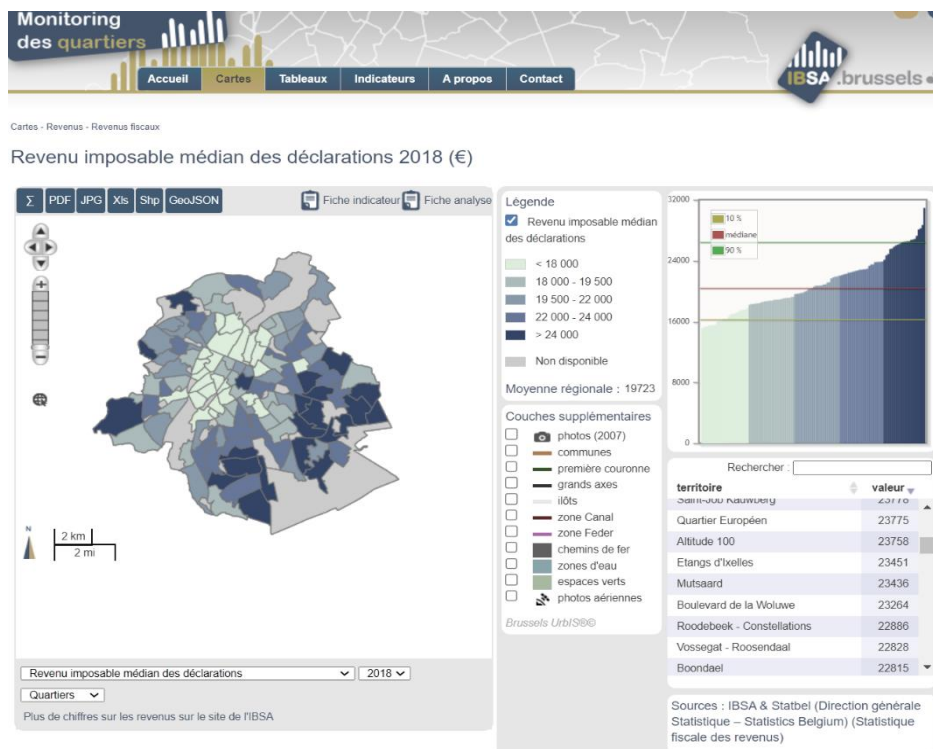 Monitoring
des quartiers
Accueil
Cartes
Tableaux
Indicateurs
A propos
Contact
IBSA.brussels
Cartes - Revenus - Revenus fiscaux
Revenu imposable médian des déclarations 2018 (€)
Σ PDF JPG Xls Shp GeoJSON
Fiche indicateur
Fiche analyse
N
2 km
2 mi
Revenu imposable médian des déclarations
2018
Quartiers
Plus de chiffres sur les revenus sur le site de l'IBSA
Légende
Revenu imposable médian
des déclarations
< 18 000
18 000 - 19 500
19 500 - 22 000
22 000 - 24 000
> 24 000
Non disponible
Moyenne régionale : 19723
Couches supplémentaires
photos (2007)
communes
première couronne
grands axes
ilôts
zone Canal
zone Feder
chemins de fer
zones d'eau
espaces verts
photos aériennes
Brussels UrbIS®©
32000
24000
16000
8000
0
10 %
médiane
90 %
Rechercher :
territoire valeur
Saint-Job Kauwberg 23778
Quartier Européen 23775
Altitude 100 23758
Etangs d'Ixelles 23451
Mutsaard 23436
Boulevard de la Woluwe 23264
Roodebeek - Constellations 22886
Vossegat - Roosendaal 22828
Boondael 22815
Sources : IBSA & Statbel (Direction générale
Statistique – Statistics Belgium) (Statistique
fiscale des revenus)